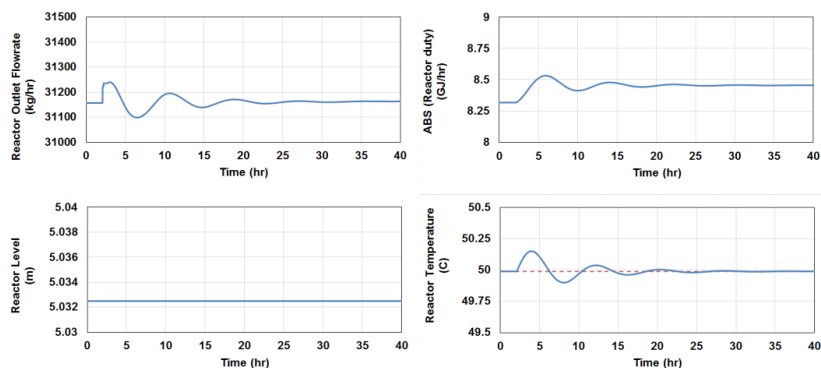 Reactor Outlet Flowrate
(kg/hr)
31500
31400
31300
31200
31100
31000
0 5 10 15 20 25 30 35 40
Time (hr)
ABS (Reactor duty)
(GJ/hr)
9
8.75
8.5
8.25
8
0 5 10 15 20 25 30 35 40
Time (hr)
Reactor Level
(m)
5.04
5.038
5.036
5.034
5.032
5.03
0 5 10 15 20 25 30 35 40
Time (hr)
Reactor Temperature
(C)
50.5
50.25
50
49.75
49.5
0 5 10 15 20 25 30 35 40
Time (hr)